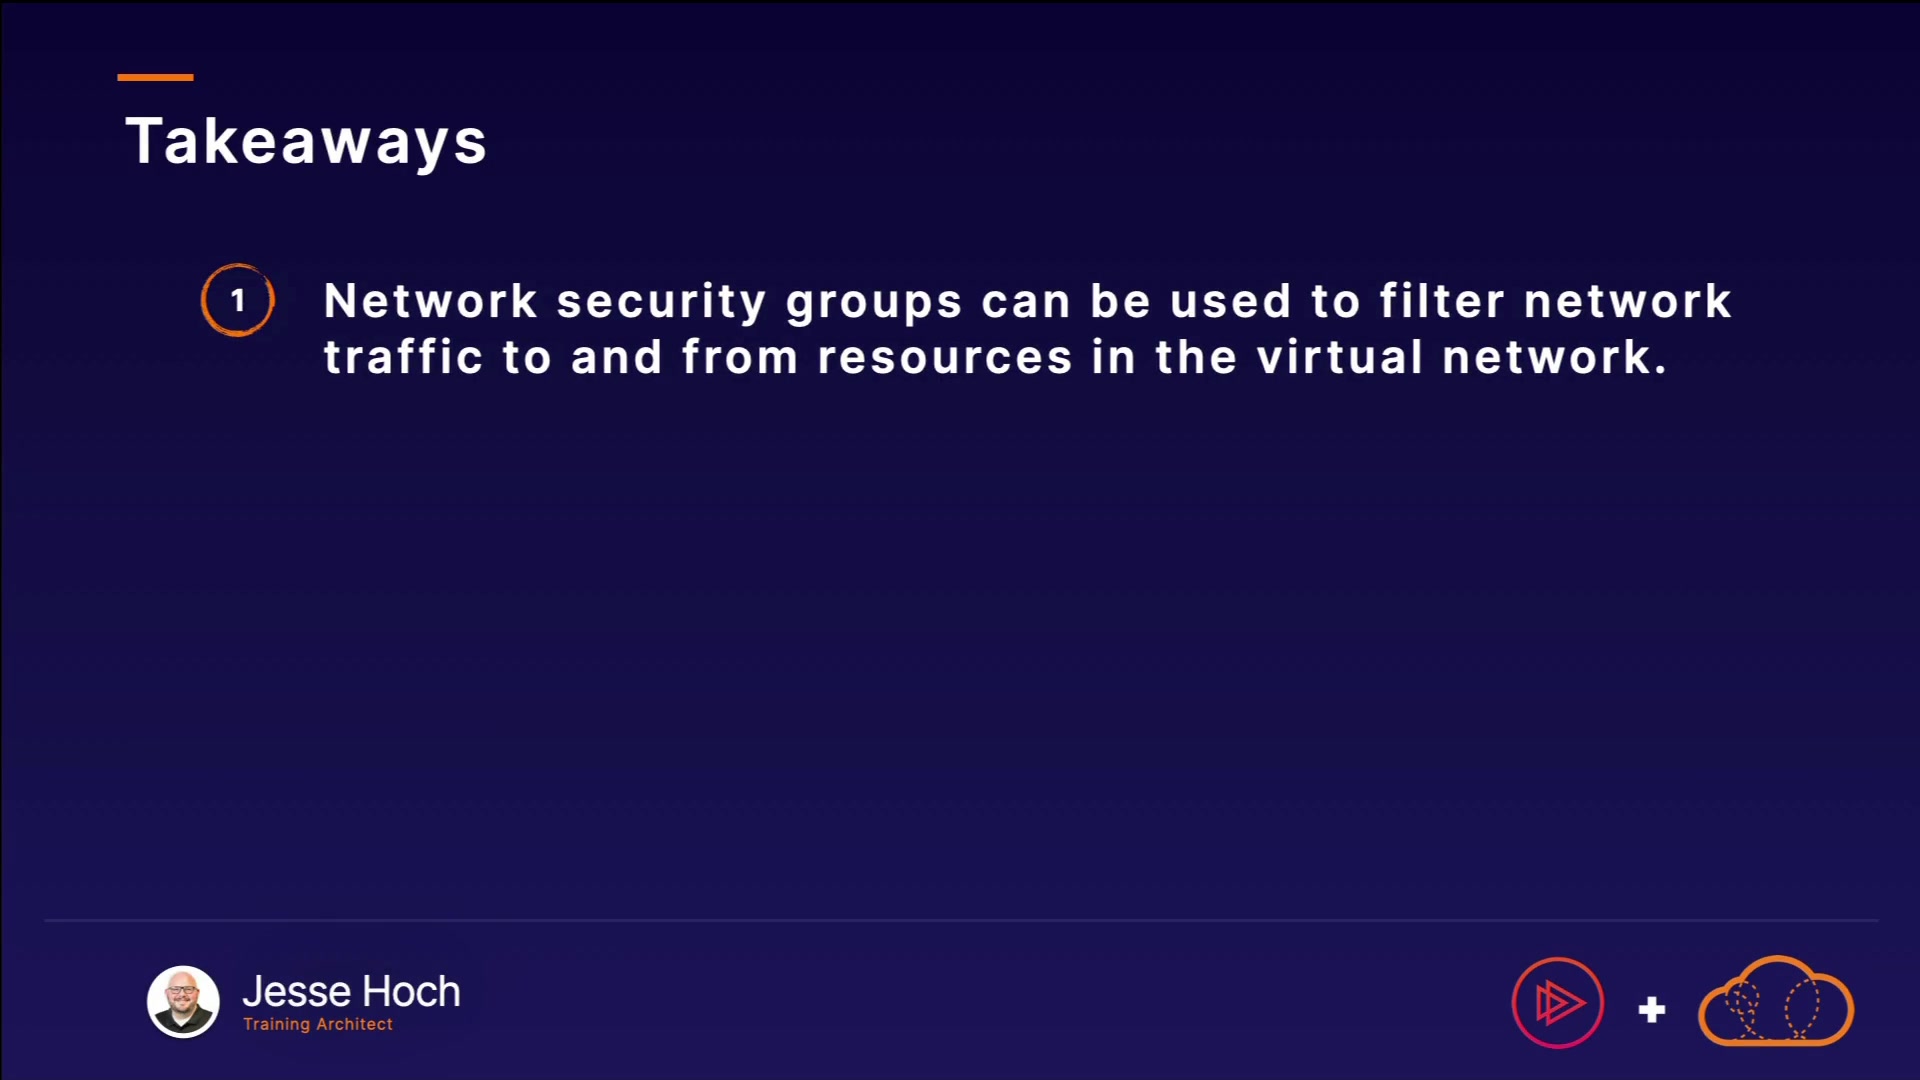 Takeaways
1
Network security groups can be used to filter network
traffic to and from resources in the virtual network.
Jesse Hoch
Training Architect